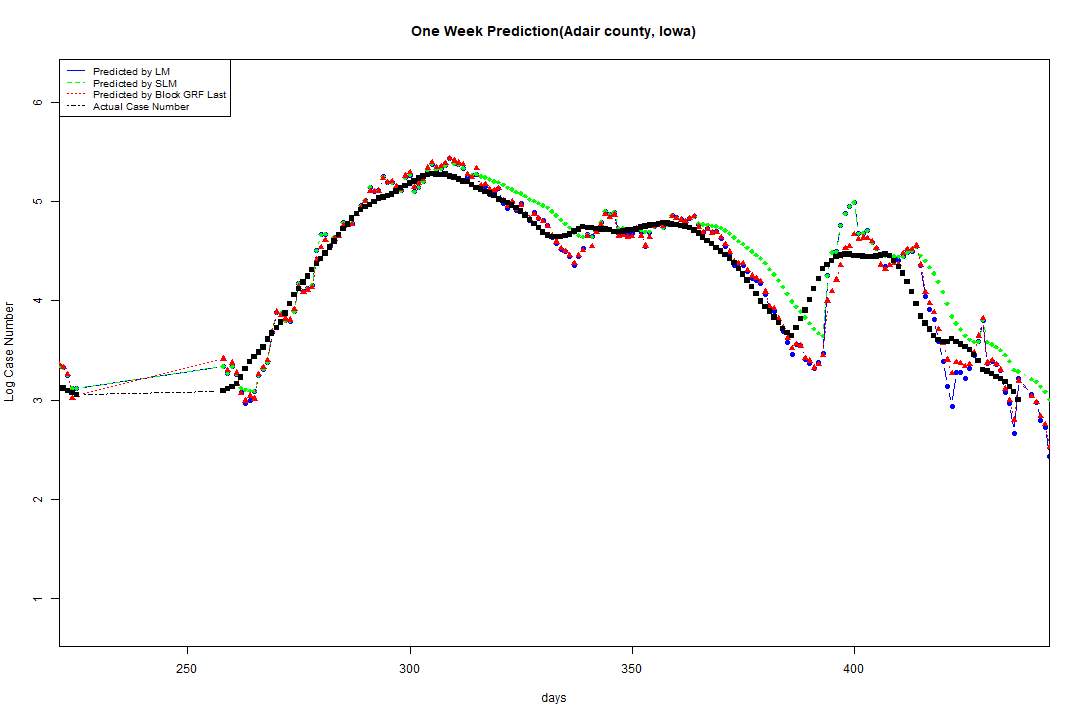 One Week Prediction(Adair county, Iowa)
Predicted by LM
Predicted by SLM
Predicted by Block GRF Last
Actual Case Number
6
5
4
3
2
1
Log Case Number
250 300 350 400
days